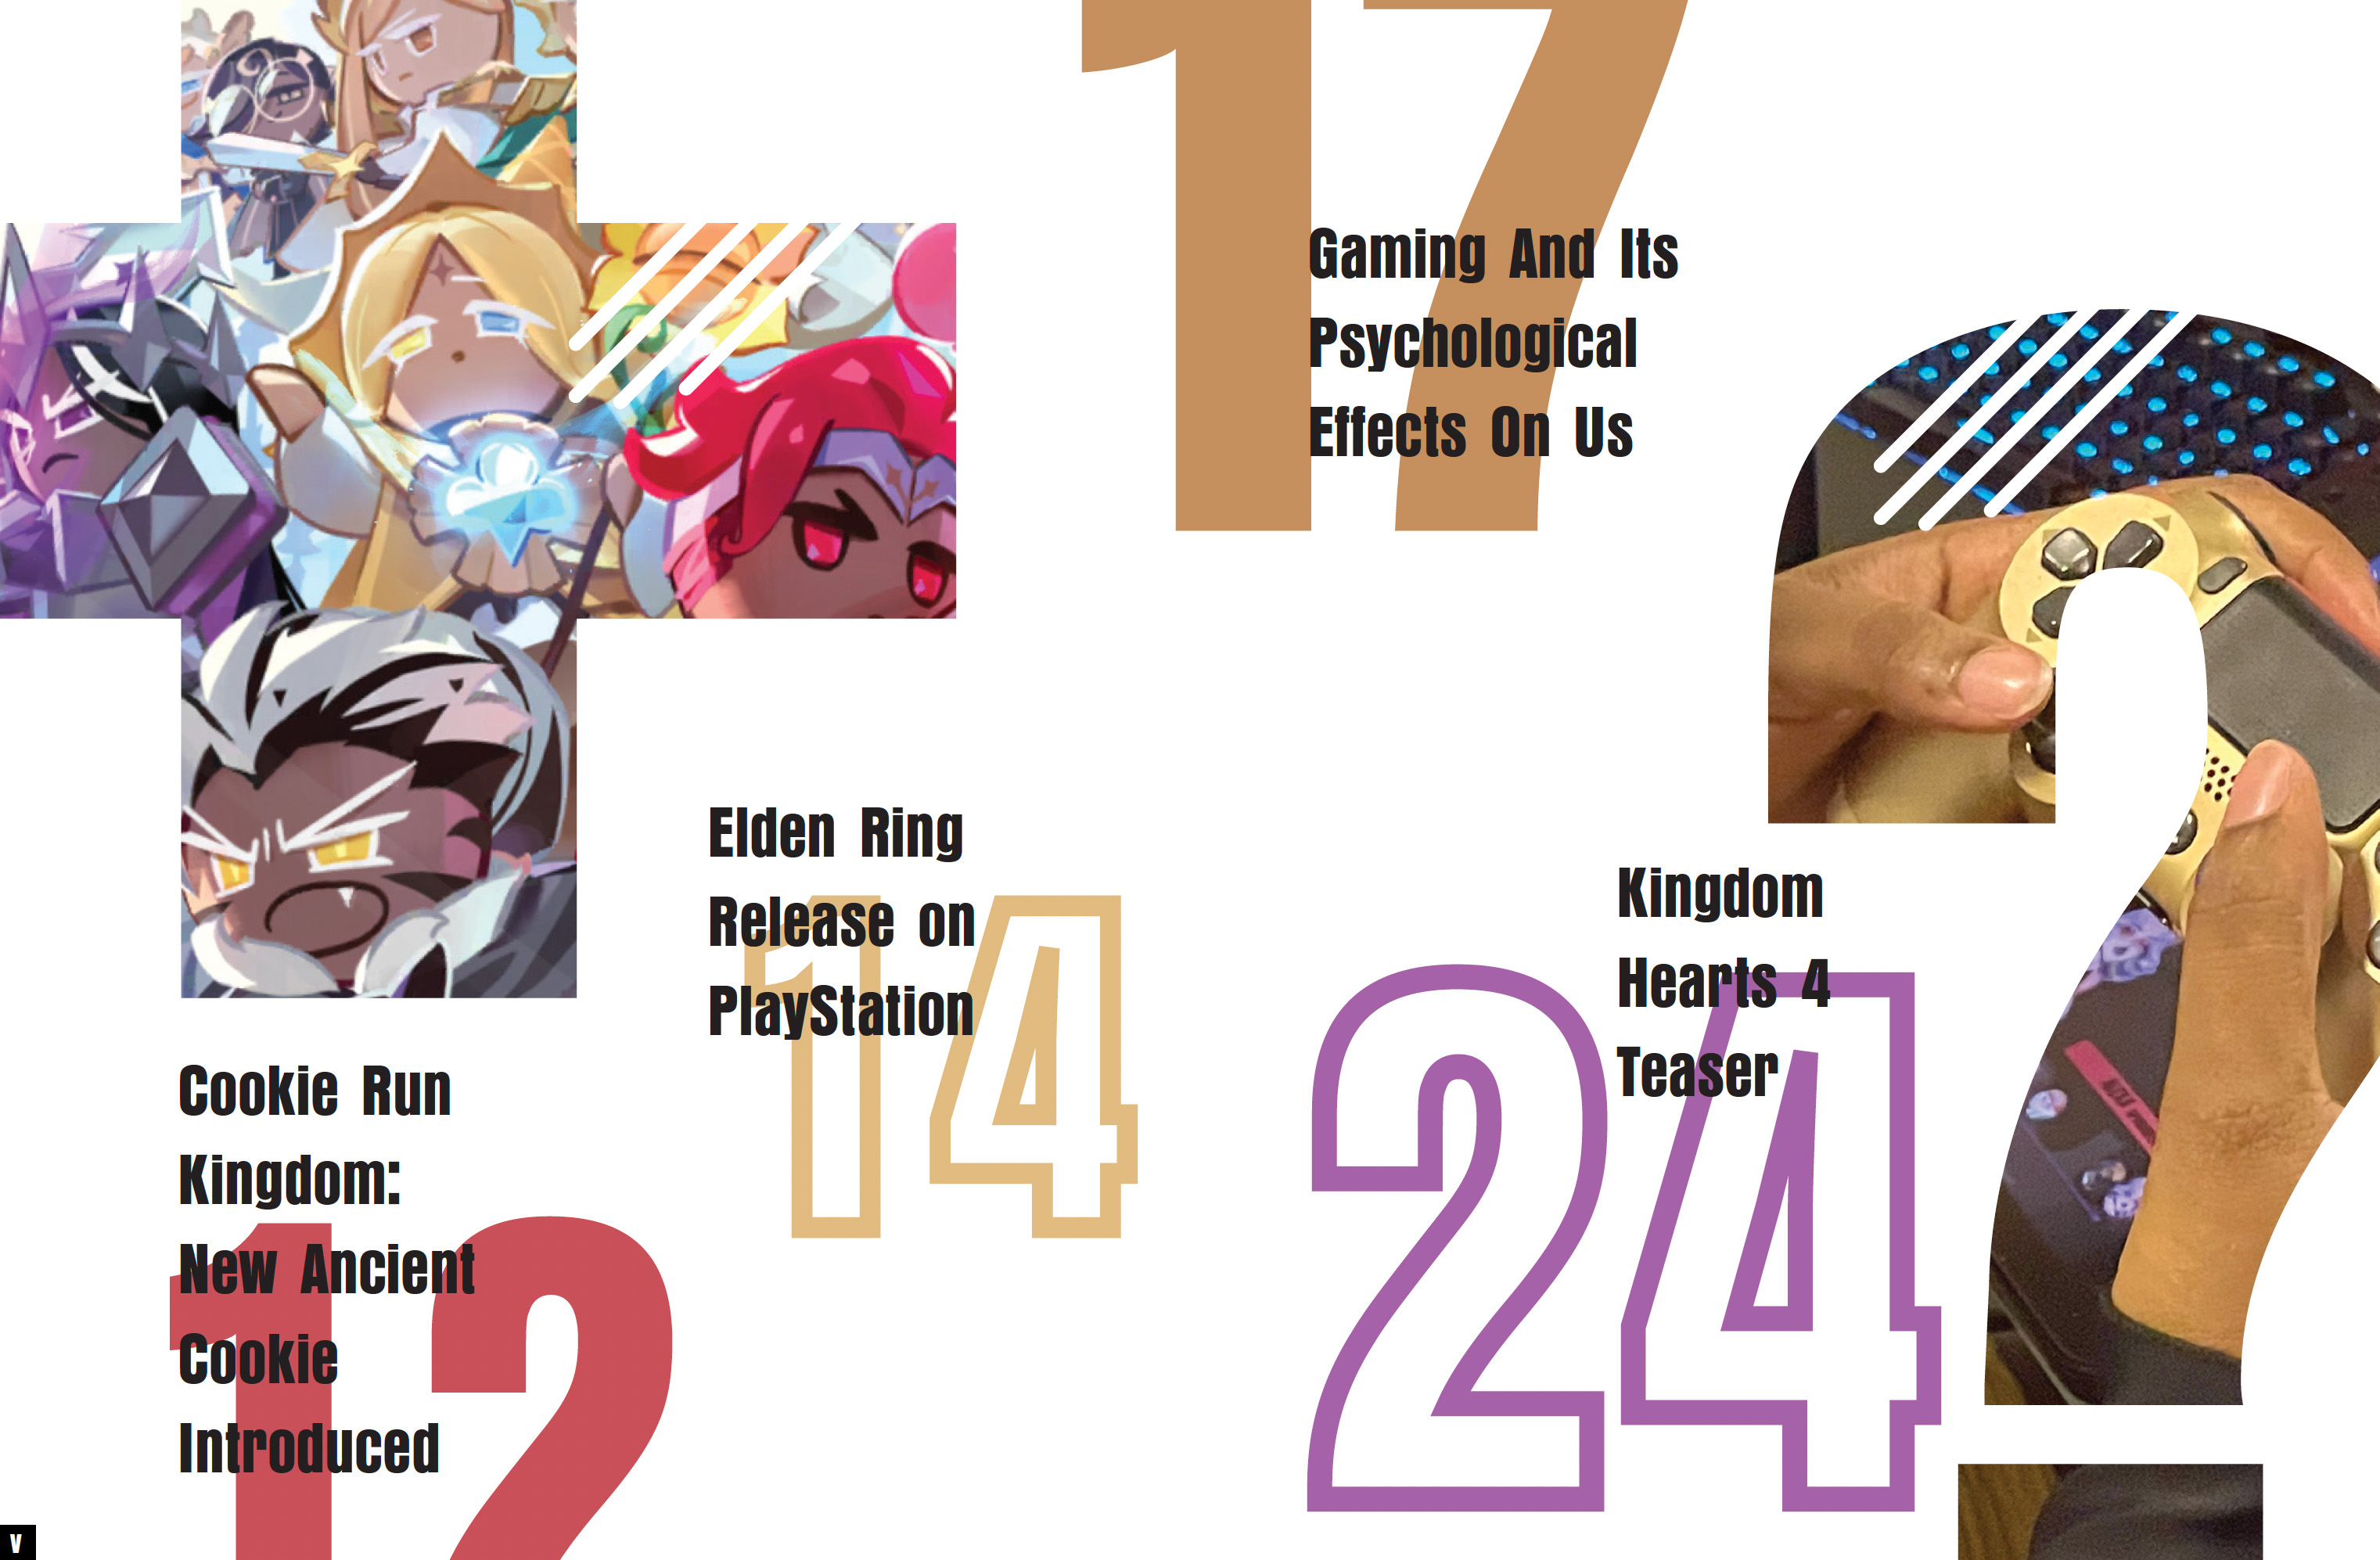 17
Gaming And Its
Psychological
Effects On Us
Elden Ring
Release on
PlayStation
14
Kingdom
Hearts 4
Teaser
24
Cookie Run
Kingdom:
New Ancient
Cookie
Introduced
12
V